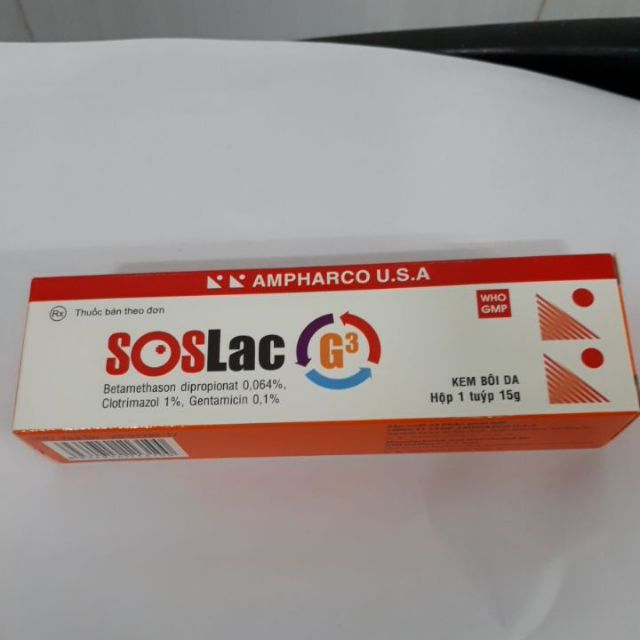 AMPHARCO U.S.A
Rx Thuốc bán theo đơn
WHO
GMP
SOSLac G3
Betamethason dipropionat 0,064%,
Clotrimazol 1%, Gentamicin 0,1%
KEM BÔI DA
Hộp 1 tuýp 15g